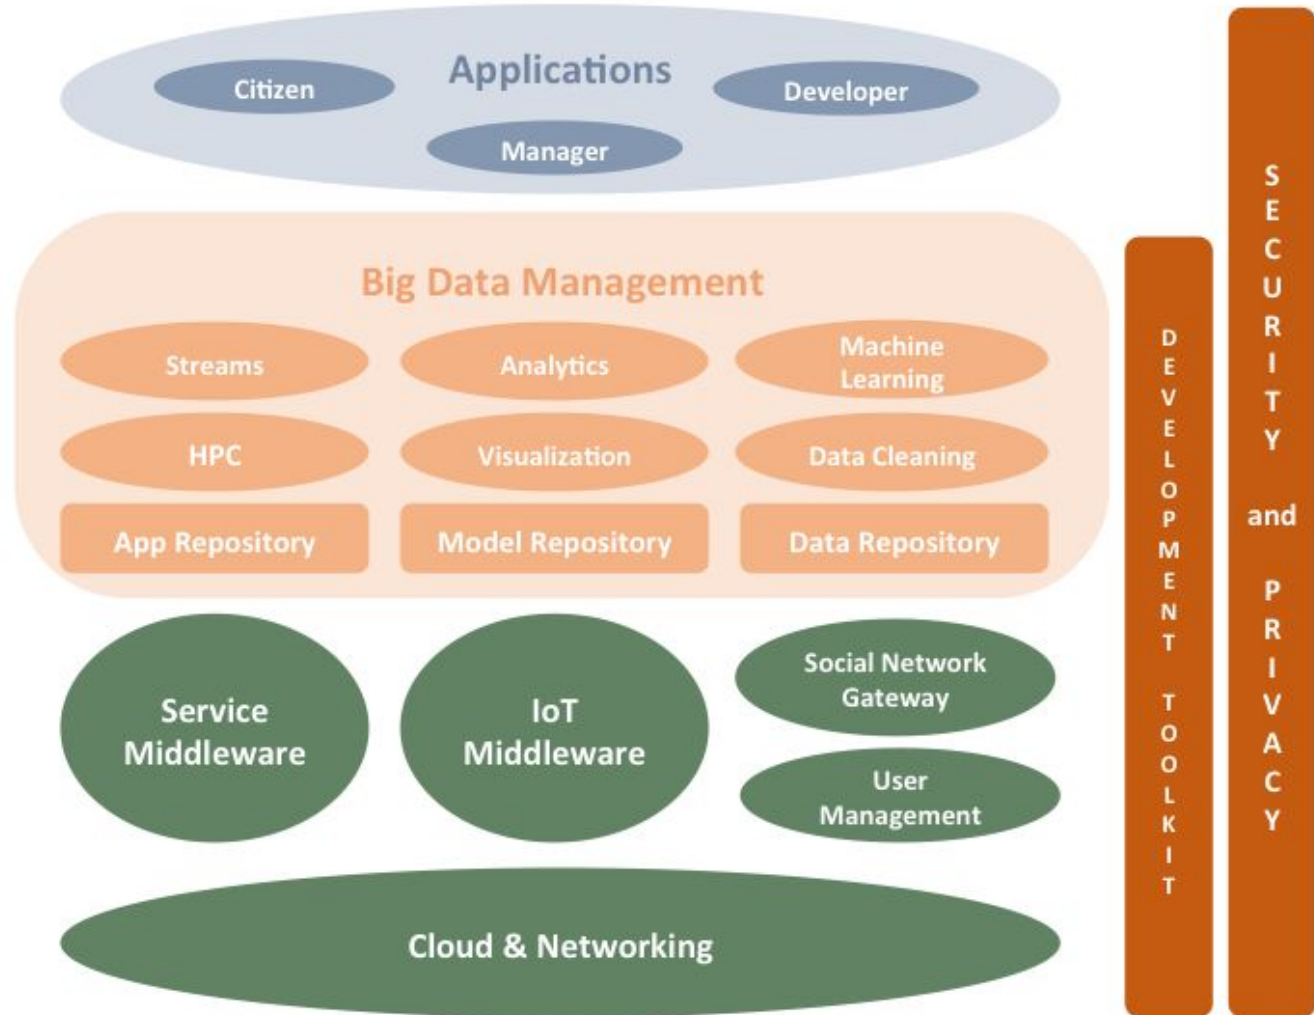 Applications
Citizen
Developer
Manager
Big Data Management
Streams
Analytics
Machine
Learning
HPC
Visualization
Data Cleaning
App Repository
Model Repository
Data Repository
Service
Middleware
IoT
Middleware
Social Network
Gateway
User
Management
Cloud & Networking
DEVELOPMENT TOOLKIT
SECURITY and PRIVACY